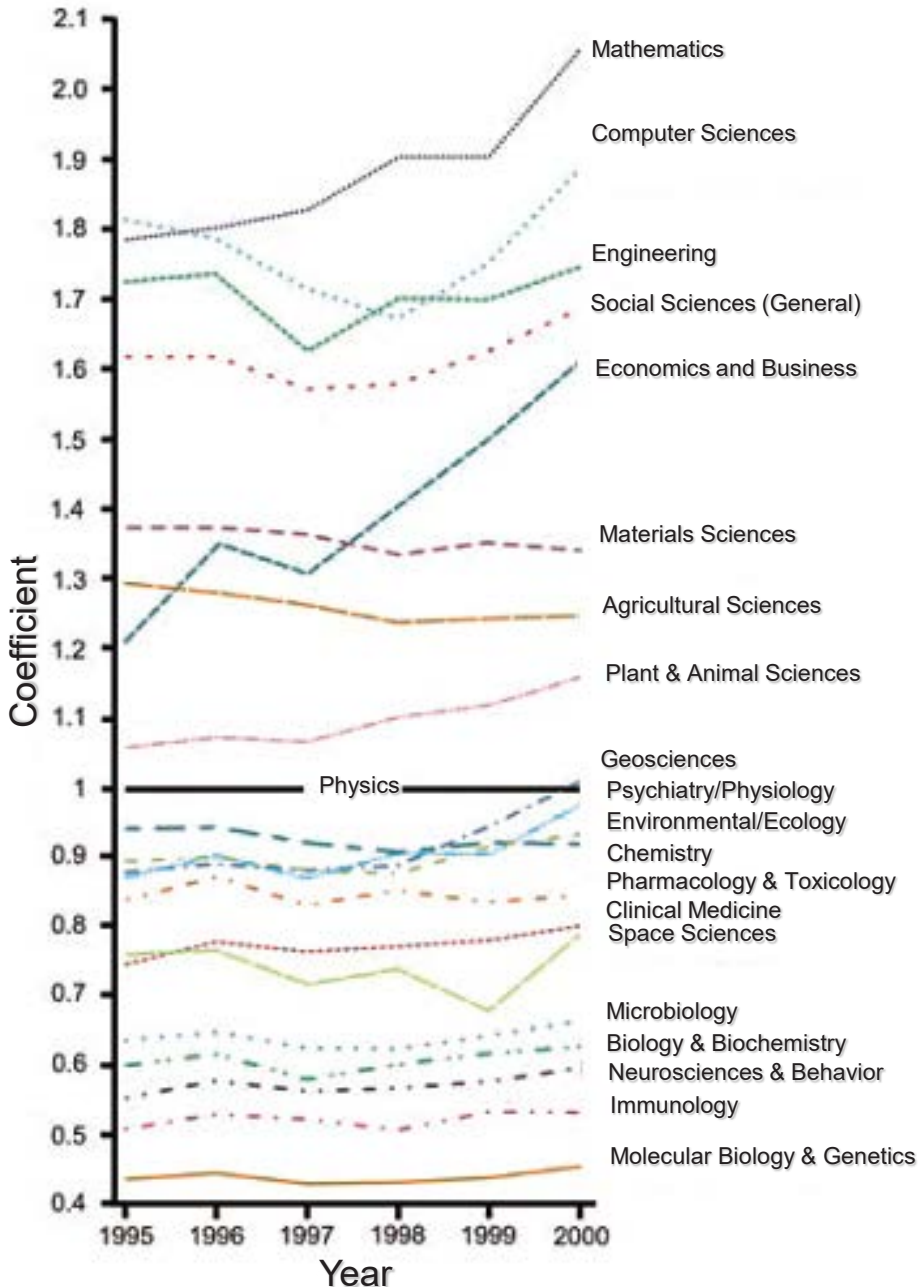 2.1
Mathematics
2.0
Computer Sciences
1.9
1.8
Engineering
1.7
Social Sciences (General)
1.6
Economics and Business
1.5
1.4
Materials Sciences
1.3
Agricultural Sciences
1.2
Plant & Animal Sciences
1.1
Geosciences
1
Physics
Psychiatry/Physiology
Environmental/Ecology
0.9
Chemistry
Pharmacology & Toxicology
Clinical Medicine
0.8
Space Sciences
0.7
Microbiology
0.6
Biology & Biochemistry
Neurosciences & Behavior
Immunology
0.5
Molecular Biology & Genetics
0.4
Coefficient
1995 1996 1997 1998 1999 2000
Year